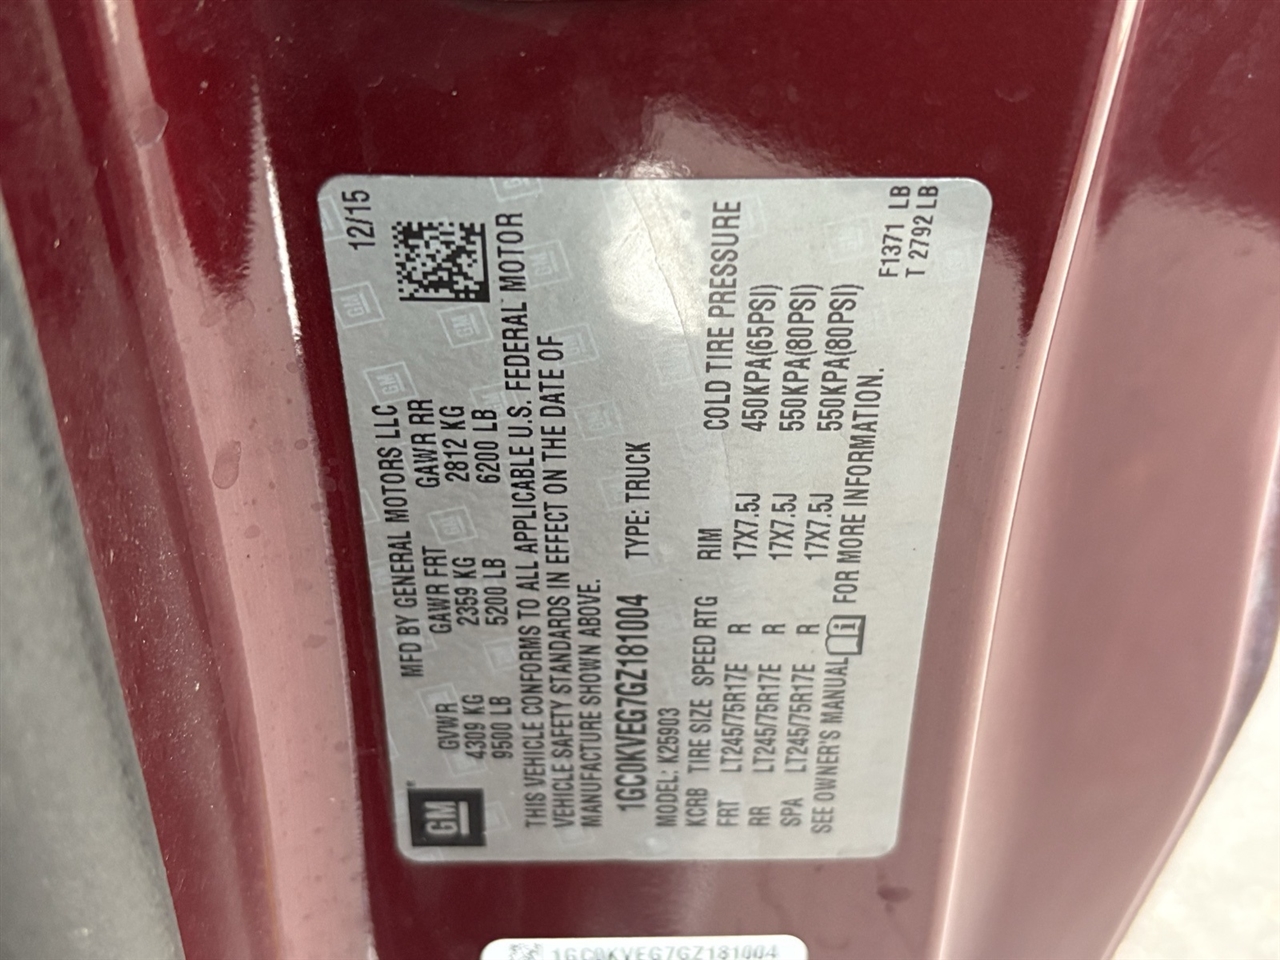 12/15
MFD BY GENERAL MOTORS LLC
GVWR GAWR FRT GAWR RR
4309 KG 2359 KG 2812 KG
9500 LB 5200 LB 6200 LB
GM
THIS VEHICLE CONFORMS TO ALL APPLICABLE U.S. FEDERAL MOTOR
VEHICLE SAFETY STANDARDS IN EFFECT ON THE DATE OF
MANUFACTURE SHOWN ABOVE.
1GC0KVEG7GZ181004 TYPE: TRUCK
MODEL: K25903
KCRB TIRE SIZE SPEED RTG RIM COLD TIRE PRESSURE
FRT LT245/75R17E R 17X7.5J 450KPA(65PSI)
RR LT245/75R17E R 17X7.5J 550KPA(80PSI)
SPA LT245/75R17E R 17X7.5J 550KPA(80PSI)
SEE OWNER'S MANUAL FOR MORE INFORMATION.
F1371 LB
T 2792 LB
1GC0KVEG7GZ181004